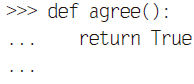 >>> def agree():
...    return True
...